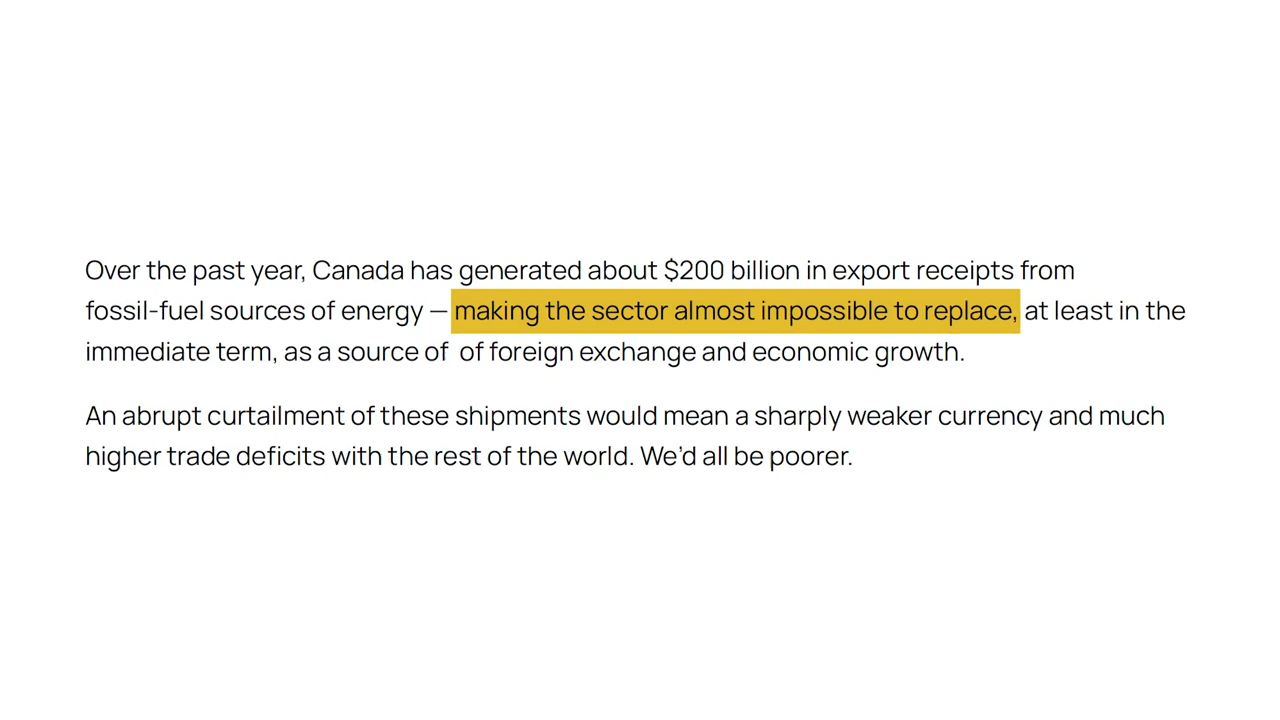 Over the past year, Canada has generated about $200 billion in export receipts from
fossil-fuel sources of energy — making the sector almost impossible to replace, at least in the
immediate term, as a source of  of foreign exchange and economic growth.
An abrupt curtailment of these shipments would mean a sharply weaker currency and much
higher trade deficits with the rest of the world. We’d all be poorer.